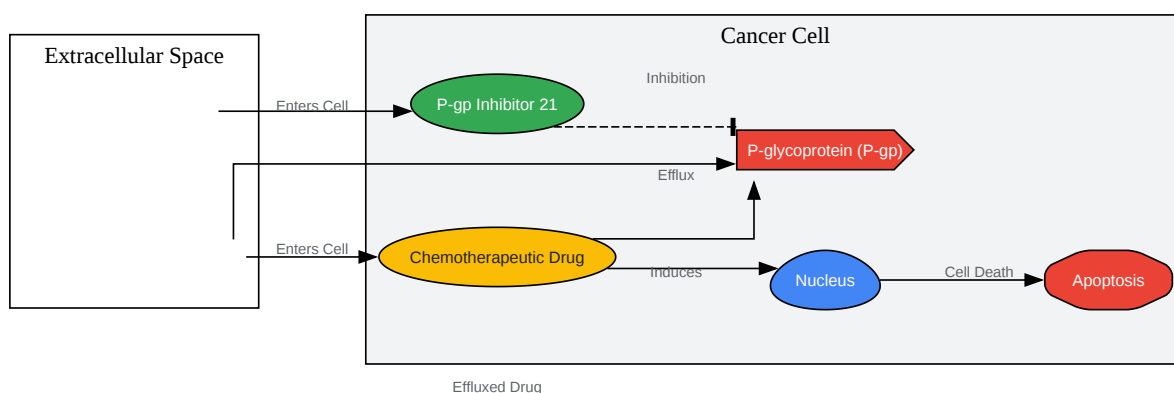 Cancer Cell
Extracellular Space
Inhibition
Enters Cell
P-gp Inhibitor 21
P-glycoprotein (P-gp)
Efflux
Enters Cell
Chemotherapeutic Drug
Induces
Nucleus
Cell Death
Apoptosis
Effluxed Drug